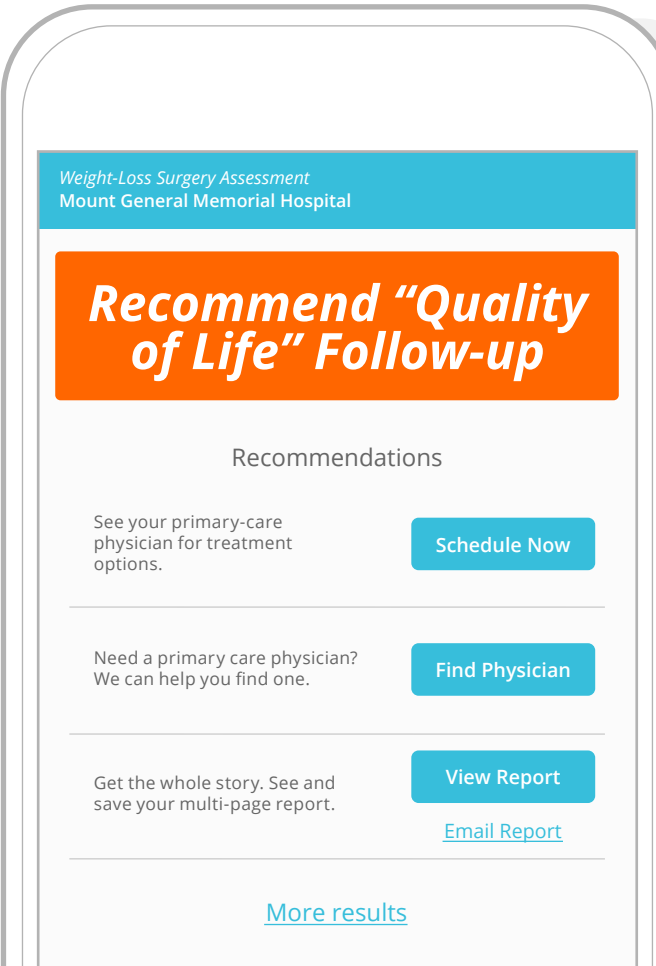 Weight-Loss Surgery Assessment
Mount General Memorial Hospital
Recommend “Quality
of Life” Follow-up
Recommendations
See your primary-care
physician for treatment
options.
Schedule Now
Need a primary care physician?
We can help you find one.
Find Physician
Get the whole story. See and
save your multi-page report.
View Report
Email Report
More results